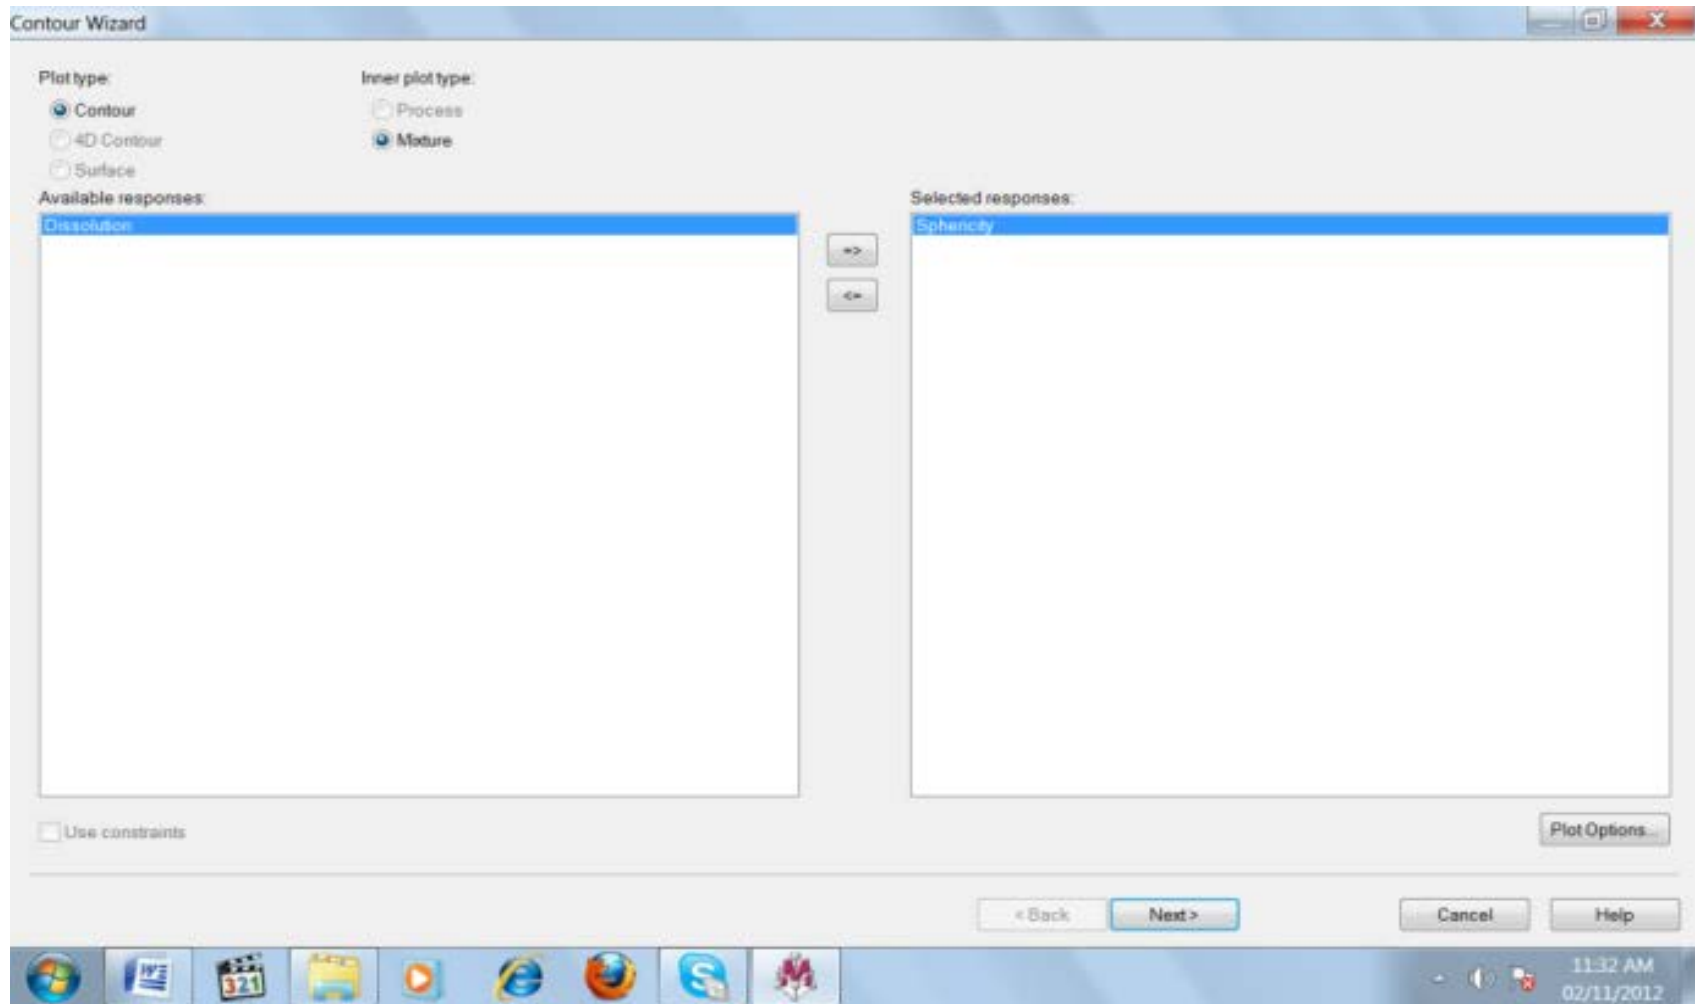 Contour Wizard
Plot type:
Inner plot type:
Contour
Process
4D Contour
Mixture
Surface
Available responses:
Selected responses:
Dissolution
Sphericity
=>
<=
Use constraints
Plot Options...
< Back
Next >
Cancel
Help
321
11:32 AM
02/11/2012